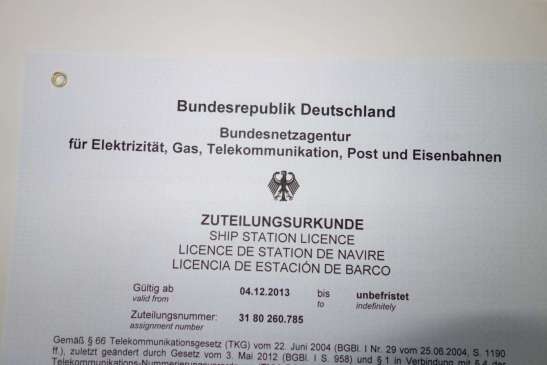 Bundesrepublik Deutschland
Bundesnetzagentur
für Elektrizität, Gas, Telekommunikation, Post und Eisenbahnen
ZUTEILUNGSURKUNDE
SHIP STATION LICENCE
LICENCE DE STATION DE NAVIRE
LICENCIA DE ESTACIÓN DE BARCO
Gültig ab 04.12.2013 bis unbefristet
valid from to indefinitely
Zuteilungsnummer: 31 80 260.785
assignment number
Gemäß § 66 Telekommunikationsgesetz (TKG) vom 22. Juni 2004 (BGBl. I Nr. 29 vom 25.06.2004, S. 1190
ff.), zuletzt geändert durch Gesetz vom 3. Mai 2012 (BGBl. I S. 958) und § 1 in Verbindung mit § 4 der